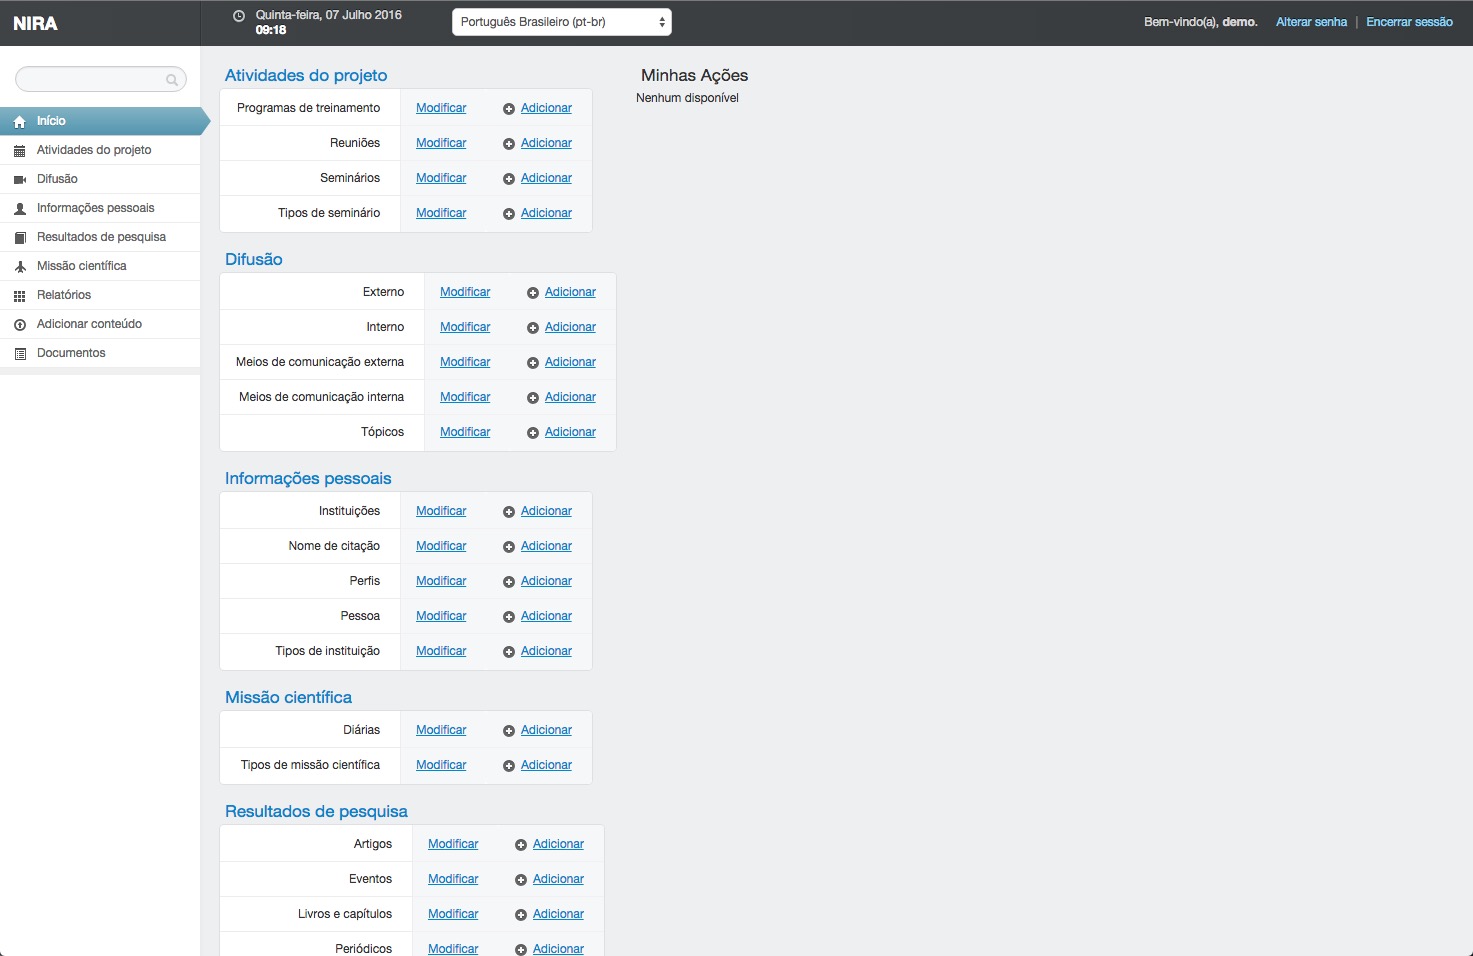 NIRA
Quinta-feira, 07 Julho 2016
09:18
Português Brasileiro (pt-br)
Bem-vindo(a), demo. Alterar senha | Encerrar sessão
Início
Atividades do projeto
Difusão
Informações pessoais
Resultados de pesquisa
Missão científica
Relatórios
Adicionar conteúdo
Documentos
Atividades do projeto
Programas de treinamento Modificar Adicionar
Reuniões Modificar Adicionar
Seminários Modificar Adicionar
Tipos de seminário Modificar Adicionar
Difusão
Externo Modificar Adicionar
Interno Modificar Adicionar
Meios de comunicação externa Modificar Adicionar
Meios de comunicação interna Modificar Adicionar
Tópicos Modificar Adicionar
Informações pessoais
Instituições Modificar Adicionar
Nome de citação Modificar Adicionar
Perfis Modificar Adicionar
Pessoa Modificar Adicionar
Tipos de instituição Modificar Adicionar
Missão científica
Diárias Modificar Adicionar
Tipos de missão científica Modificar Adicionar
Resultados de pesquisa
Artigos Modificar Adicionar
Eventos Modificar Adicionar
Livros e capítulos Modificar Adicionar
Periódicos Modificar Adicionar
Minhas Ações
Nenhum disponível